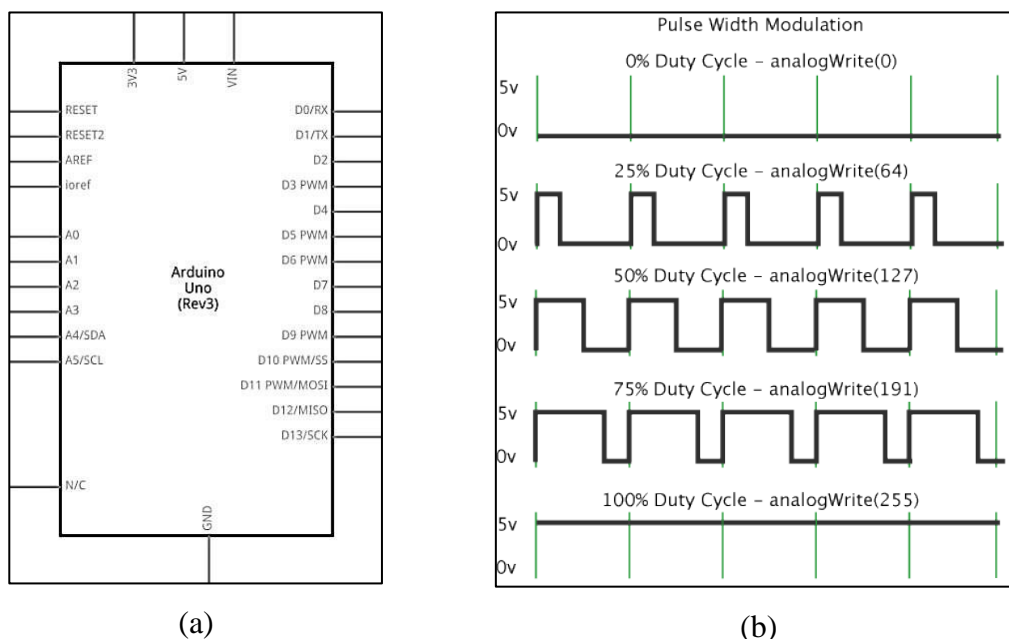 3V3
5V
VIN
RESET
RESET2
AREF
ioref
A0
A1
A2
A3
A4/SDA
A5/SCL
N/C
Arduino
Uno
(Rev3)
D0/RX
D1/TX
D2
D3 PWM
D4
D5 PWM
D6 PWM
D7
D8
D9 PWM
D10 PWM/SS
D11 PWM/MOSI
D12/MISO
D13/SCK
GND
(a)
Pulse Width Modulation
0% Duty Cycle – analogWrite(0)
5v
0v
25% Duty Cycle – analogWrite(64)
5v
0v
50% Duty Cycle – analogWrite(127)
5v
0v
75% Duty Cycle – analogWrite(191)
5v
0v
100% Duty Cycle – analogWrite(255)
5v
0v
(b)